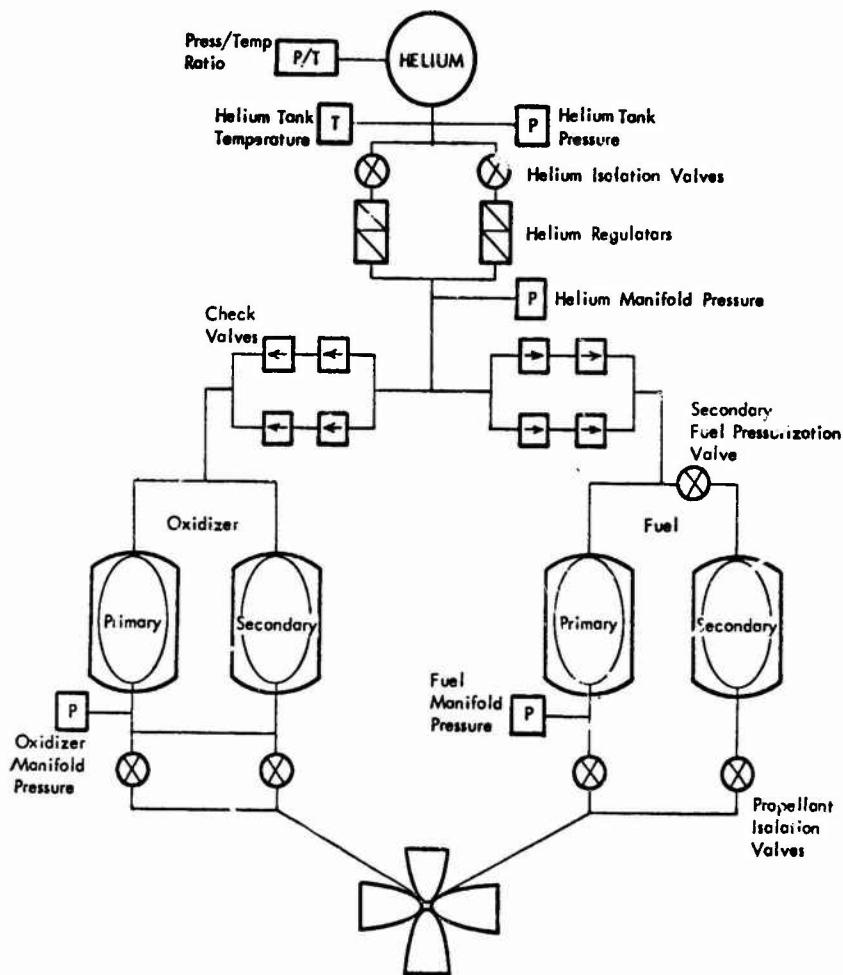 Press/Temp
Ratio
P/T
HELIUM
Helium Tank
Temperature
T
P
Helium Tank
Pressure
Helium Isolation Valves
Helium Regulators
P
Helium Manifold Pressure
Check
Valves
Secondary
Fuel Pressurization
Valve
Oxidizer
Fuel
Primary
Secondary
Primary
Secondary
P
Oxidizer
Manifold
Pressure
Fuel
Manifold
Pressure
P
Propellant
Isolation
Valves